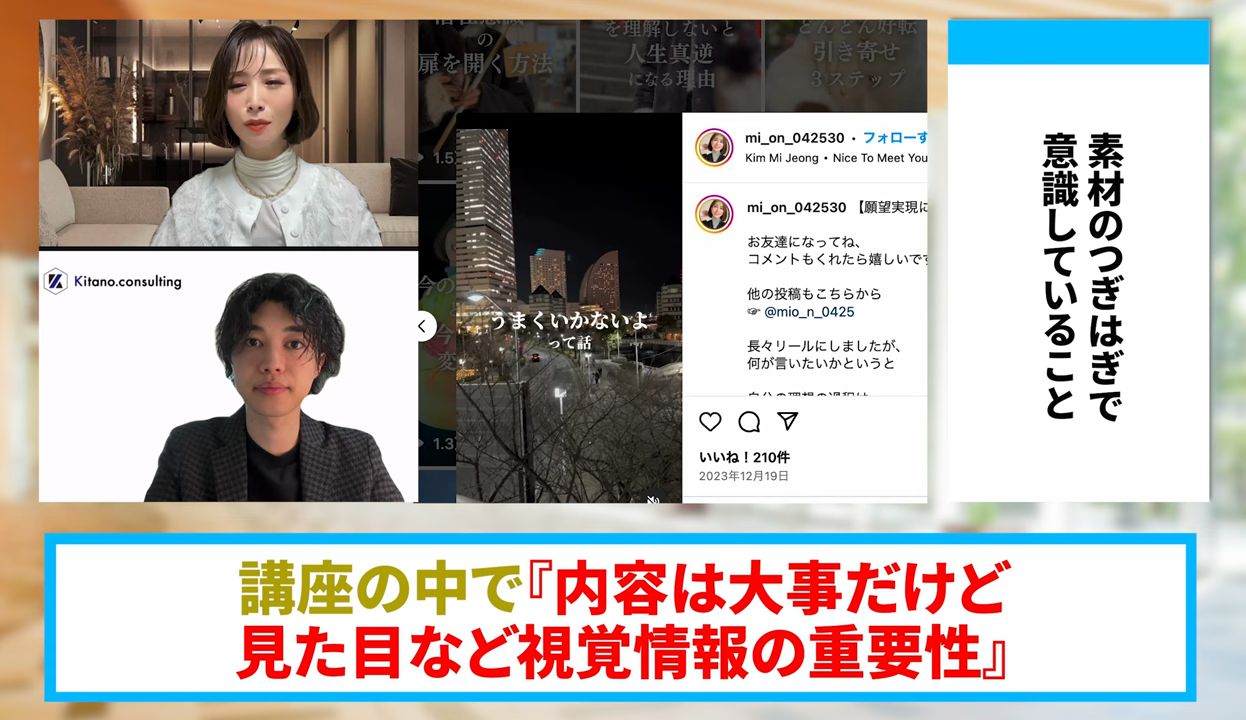 の
扉を開く方法
を理解しないと
人生真逆
になる理由
どんどん好転
引き寄せ
3ステップ
Kitano.consulting
1.5
今の
今
変
1.3
うまくいかないよ
って話
mi_on_042530 • フォローす
Kim Mi Jeong • Nice To Meet You
mi_on_042530 【願望実現に
お友達になってね、
コメントもくれたら嬉しいです
他の投稿もこちらから
☞ @mio_n_0425
長々リールにしましたが、
何が言いたいかというと
いいね！210件
2023年12月19日
素材のつぎはぎで
意識していること
講座の中で『内容は大事だけど
見た目など視覚情報の重要性』